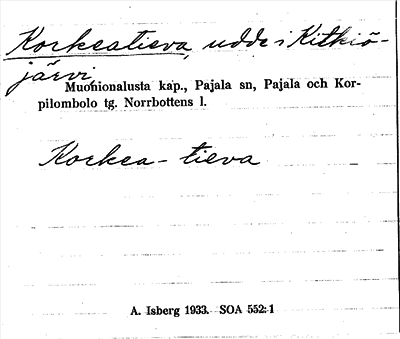 Korkeatieva, udde i Kitkiö-
järvi
Muonionalusta kap., Pajala sn, Pajala och Kor-
pilombolo tg. Norrbottens l.
Korkea- tieva
A. Isberg 1933. SOA 552:1